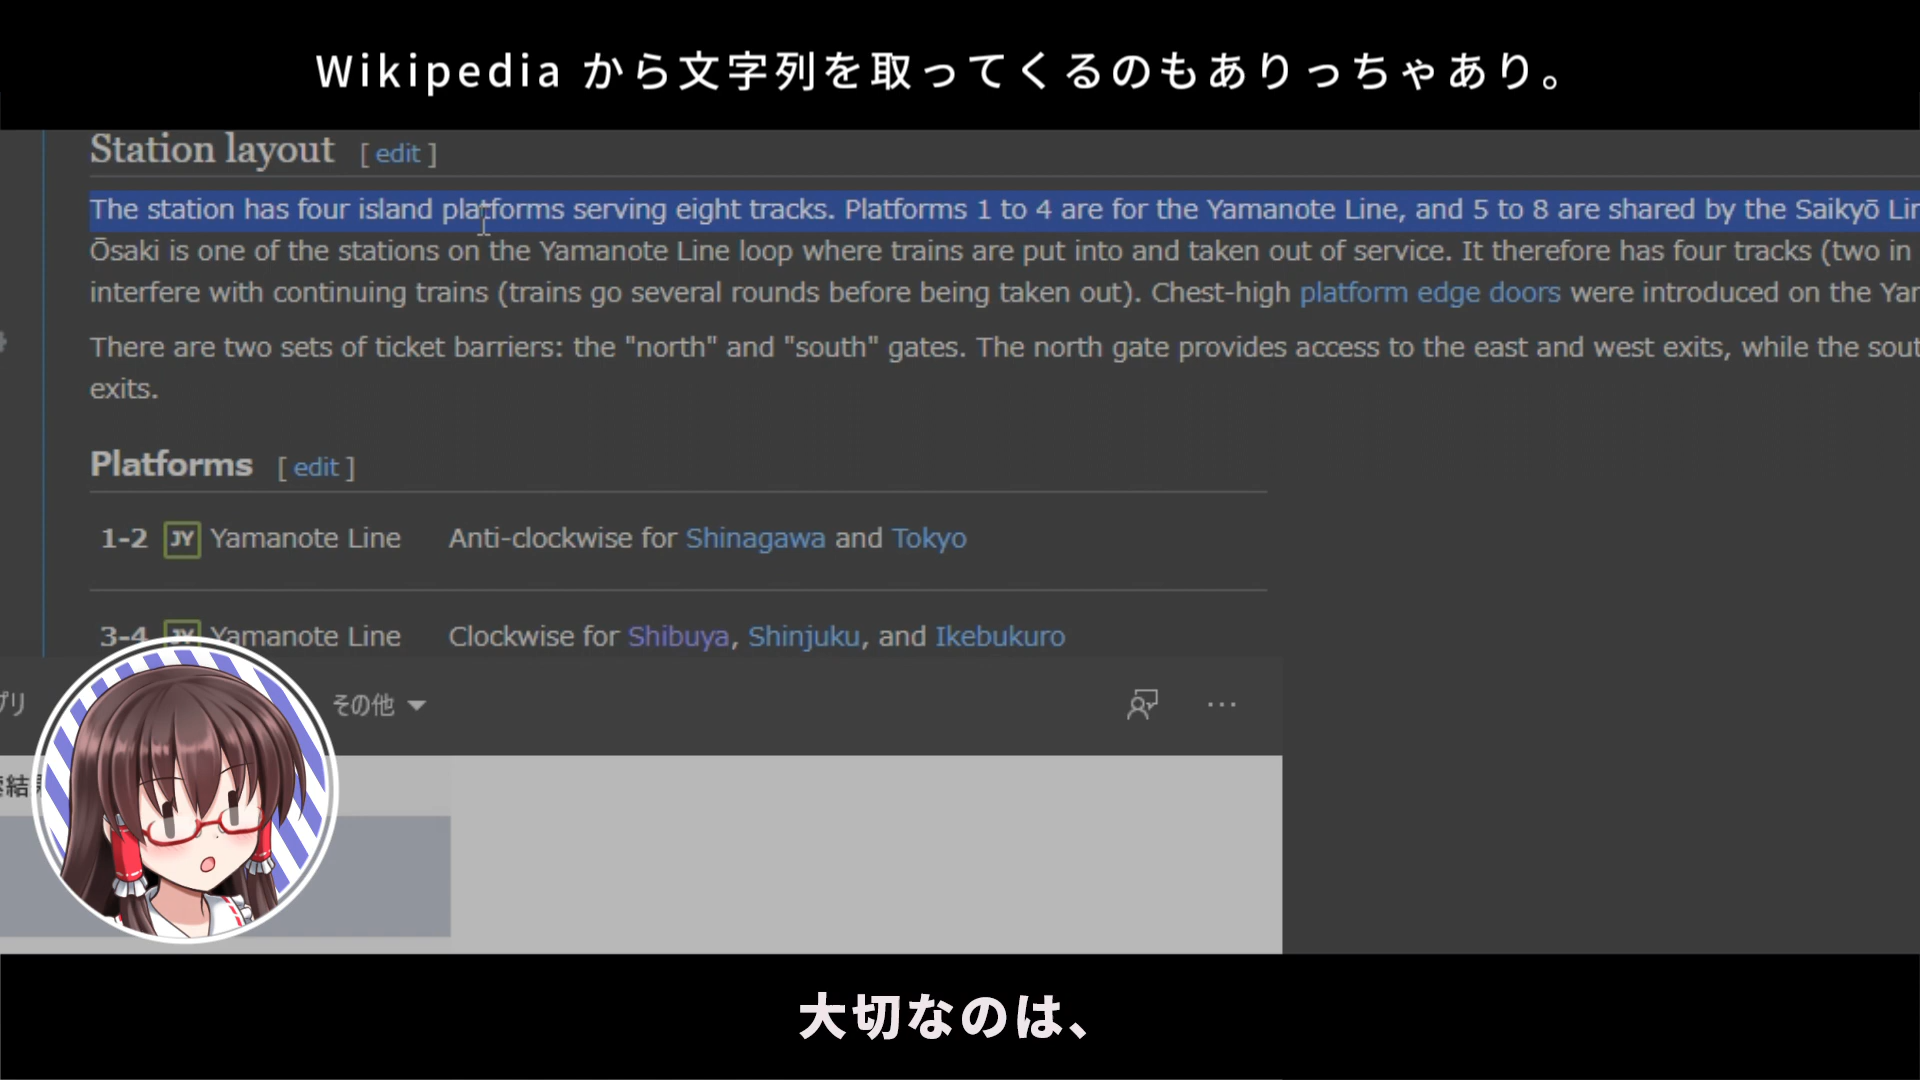 Wikipedia から文字列を取ってくるのもありっちゃあり。
Station layout [ edit ]
The station has four island platforms serving eight tracks. Platforms 1 to 4 are for the Yamanote Line, and 5 to 8 are shared by the Saikyō
Ōsaki is one of the stations on the Yamanote Line loop where trains are put into and taken out of service. It therefore has four tracks (two in
interfere with continuing trains (trains go several rounds before being taken out). Chest-high platform edge doors were introduced on the
There are two sets of ticket barriers: the "north" and "south" gates. The north gate provides access to the east and west exits, while the
exits.
Platforms [ edit ]
1-2 JY Yamanote Line Anti-clockwise for Shinagawa and Tokyo
3-4 JY Yamanote Line Clockwise for Shibuya, Shinjuku, and Ikebukuro
プリ その他
大切なのは、